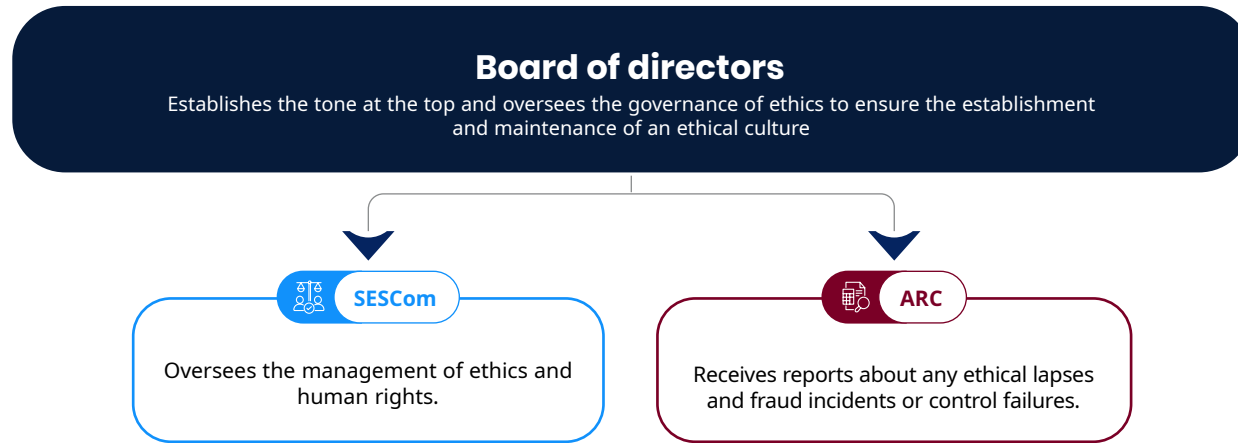 Board of directors
Establishes the tone at the top and oversees the governance of ethics to ensure the establishment
and maintenance of an ethical culture
SESCom
Oversees the management of ethics and
human rights.
ARC
Receives reports about any ethical lapses
and fraud incidents or control failures.